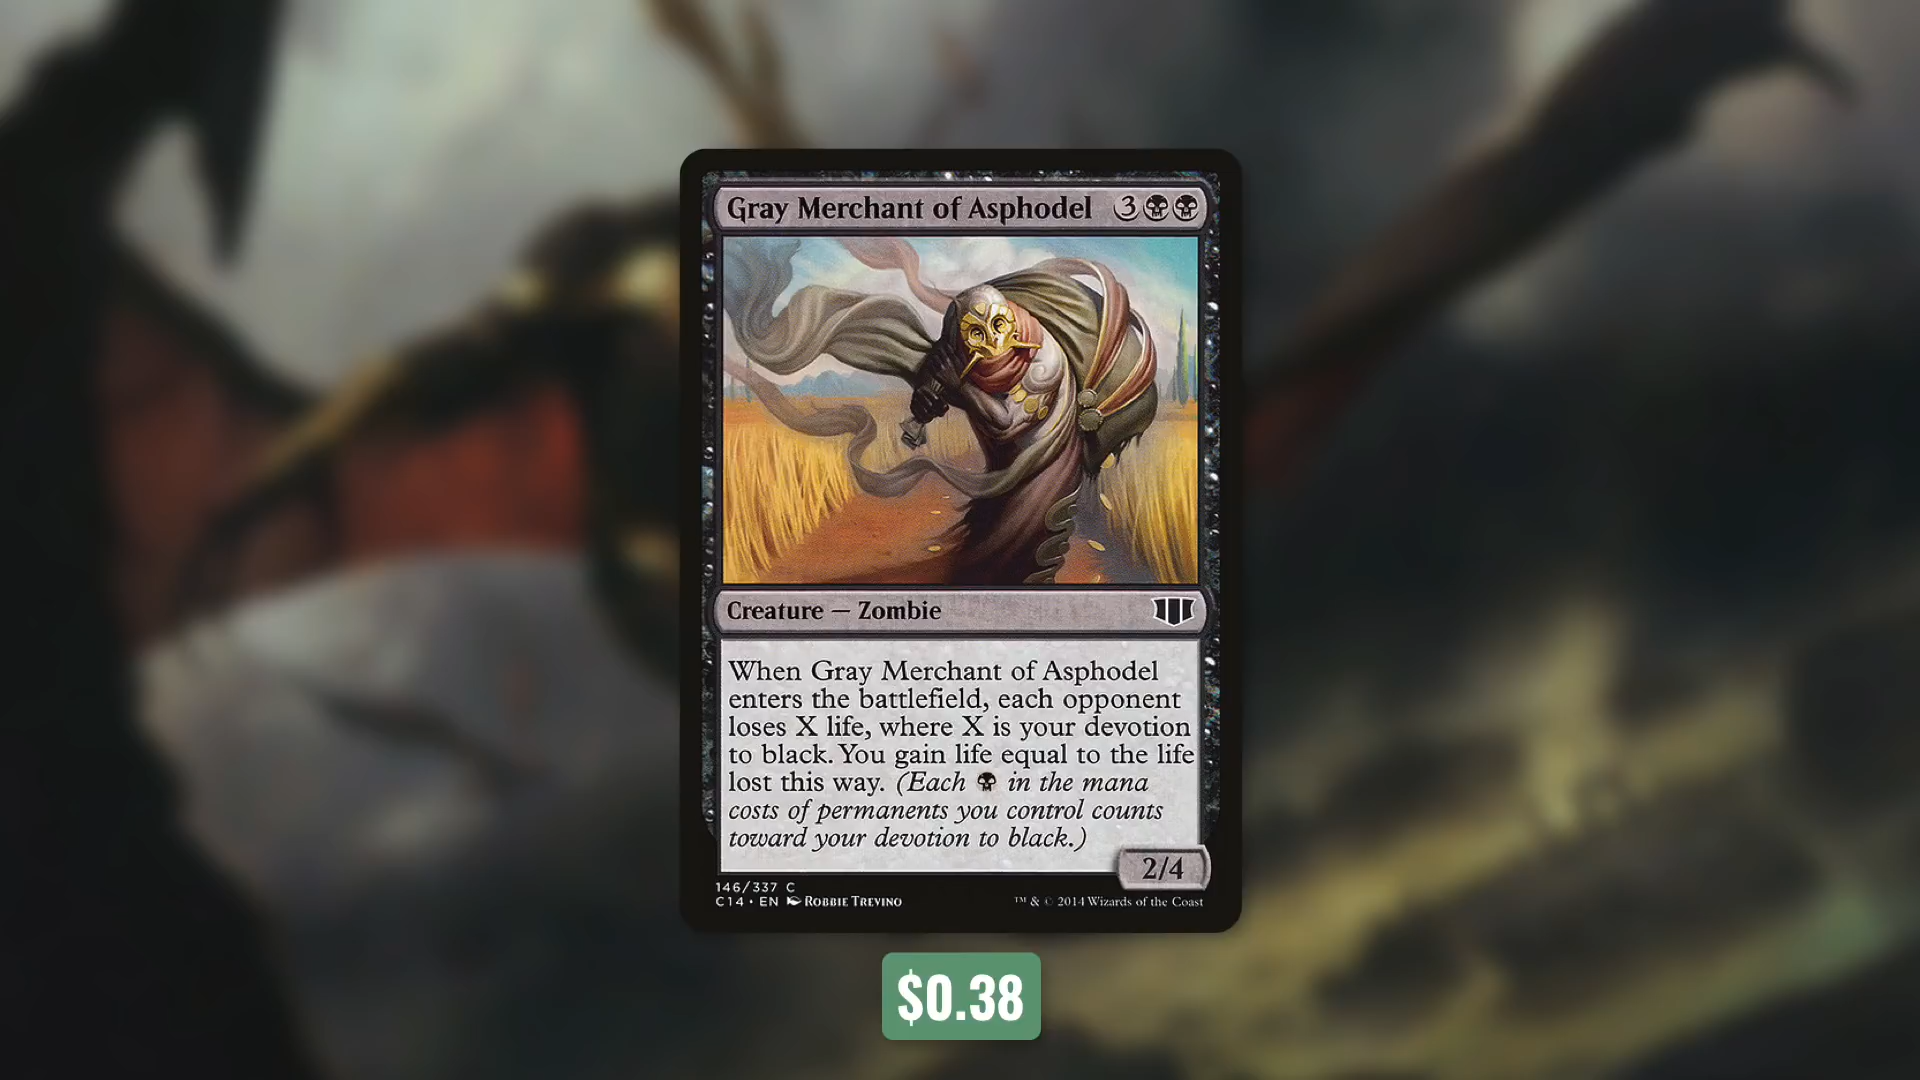 Gray Merchant of Asphodel 3
Creature — Zombie
When Gray Merchant of Asphodel
enters the battlefield, each opponent
loses X life, where X is your devotion
to black. You gain life equal to the life
lost this way. (Each in the mana
costs of permanents you control counts
toward your devotion to black.)
2/4
146/337 C
C14 • EN Robbie Trevino
™ & © 2014 Wizards of the Coast
$0.38